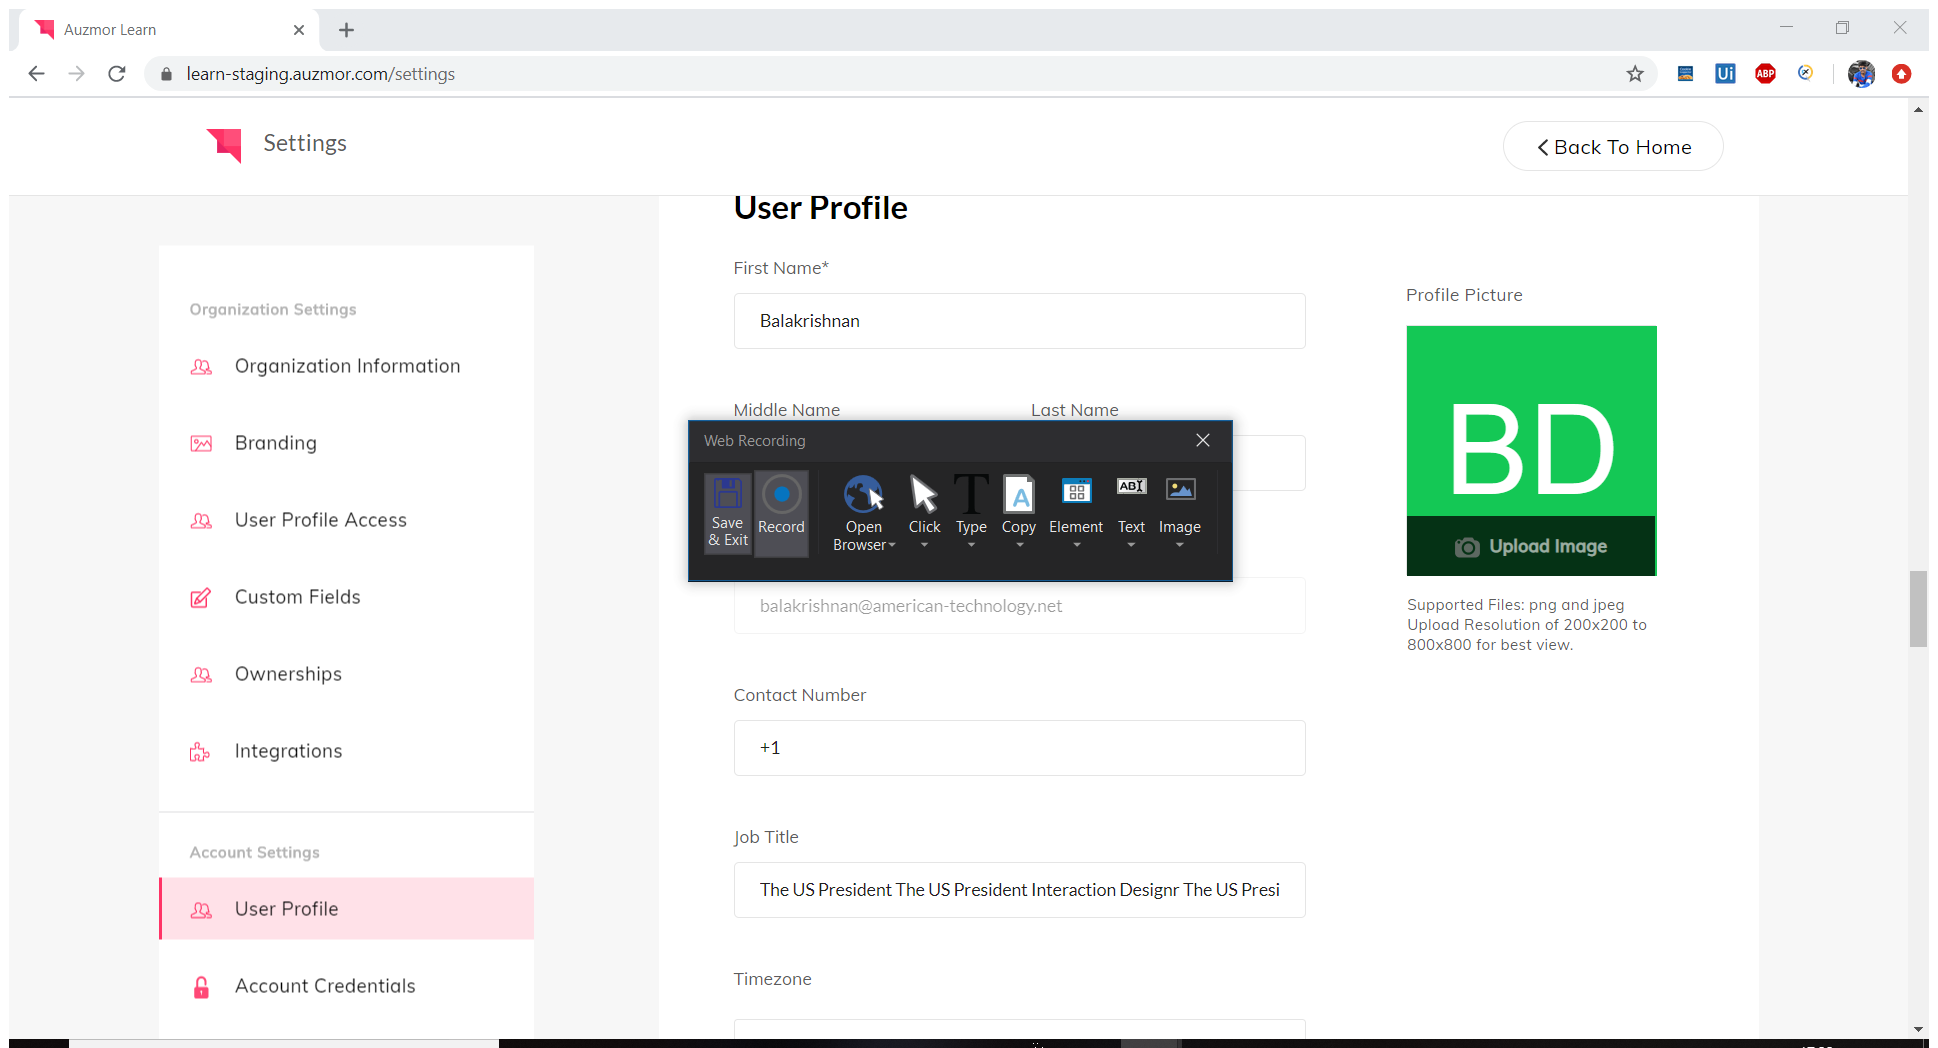 Auzmor Learn
learn-staging.auzmor.com/settings
Ui
ABP
Settings
Back To Home
Organization Settings
Organization Information
Branding
User Profile Access
Custom Fields
Ownerships
Integrations
Account Settings
User Profile
Account Credentials
User Profile
First Name*
Balakrishnan
Middle Name
Last Name
Web Recording
Save & Exit
Record
Open Browser
Click
T
Type
A
Copy
Element
ABI
Text
Image
balakrishnan@american-technology.net
Contact Number
+1
Job Title
The US President The US President Interaction Designr The US Presi
Timezone
Profile Picture
BD
Upload Image
Supported Files: png and jpeg
Upload Resolution of 200x200 to
800x800 for best view.